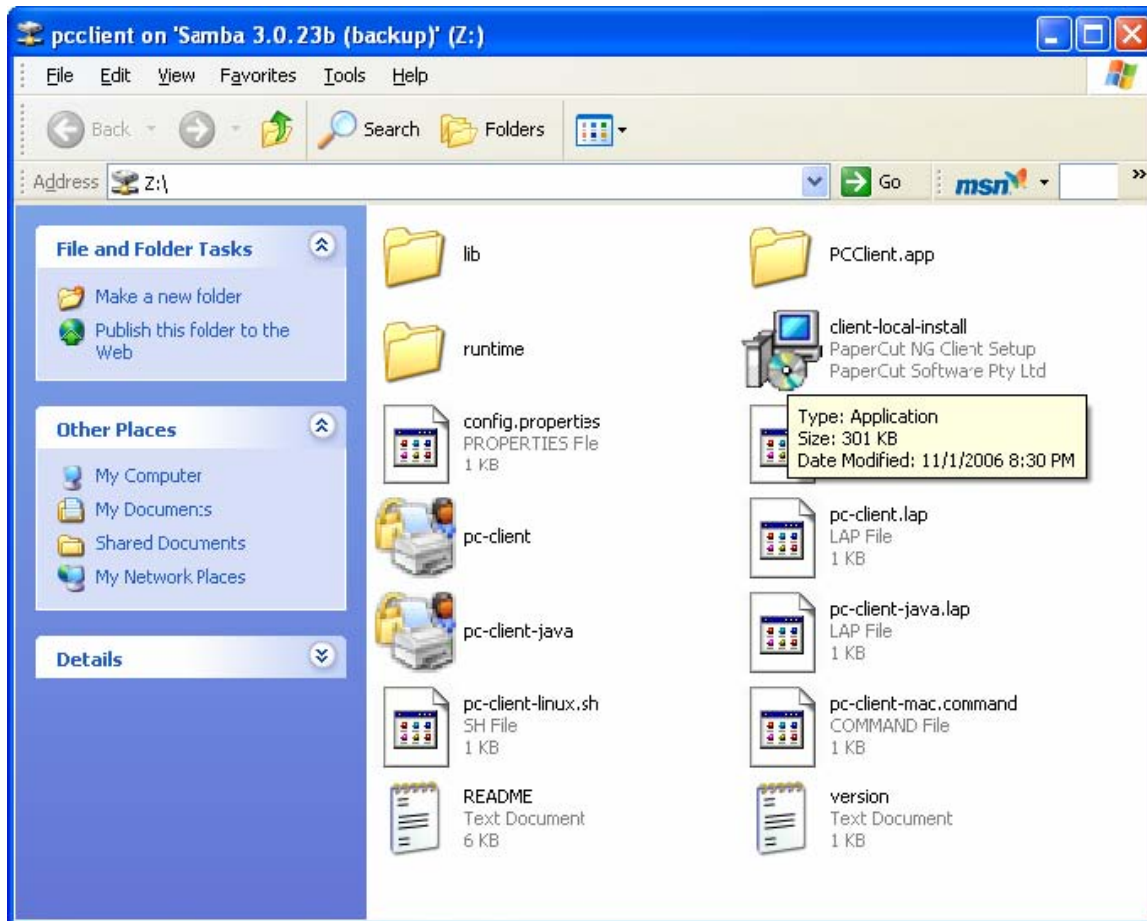 pcclient on 'Samba 3.0.23b (backup)' (Z:)
File Edit View Favorites Tools Help
Back Search Folders
Address Z:\ Go msn »
File and Folder Tasks
Make a new folder
Publish this folder to the
Web
Other Places
My Computer
My Documents
Shared Documents
My Network Places
Details
lib
PCClient.app
runtime
client-local-install
PaperCut NG Client Setup
PaperCut Software Pty Ltd
config.properties
PROPERTIES File
1 KB
Type: Application
Size: 301 KB
Date Modified: 11/1/2006 8:30 PM
pc-client
pc-client.lap
LAP File
1 KB
pc-client-java
pc-client-java.lap
LAP File
1 KB
pc-client-linux.sh
SH File
1 KB
pc-client-mac.command
COMMAND File
1 KB
README
Text Document
6 KB
version
Text Document
1 KB